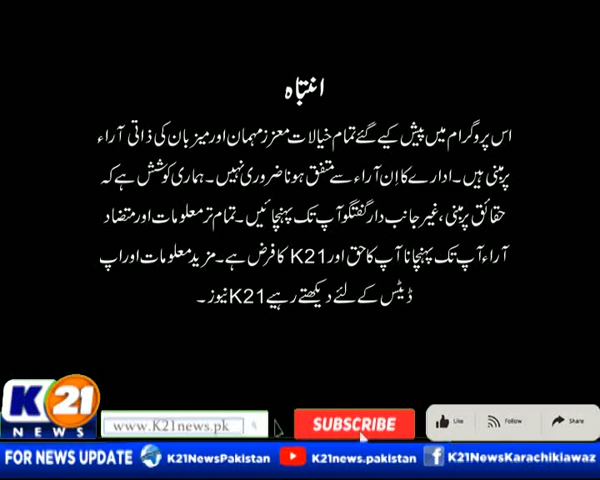 انتباہ
اس پروگرام میں پیش کیے گئے تمام خیالات معزز مہمان اور میزبان کی ذاتی آراء
پر مبنی ہیں۔ ادارے کا اِن آراء سے متفق ہونا ضروری نہیں۔ ہماری کوشش ہے کہ
حقائق پر مبنی، غیر جانب دار گفتگو آپ تک پہنچائیں۔ تمام تر معلومات اور متضاد
آراء آپ تک پہنچانا آپ کا حق اور K21 کا فرض ہے۔ مزید معلومات اور اپ
ڈیٹس کے لئے دیکھتے رہیے K21 نیوز۔
K21
NEWS
www.K21news.pk
SUBSCRIBE
Like
Follow
Share
FOR NEWS UPDATE
K21NewsPakistan
K21news.pakistan
K21NewsKarachikiawaz